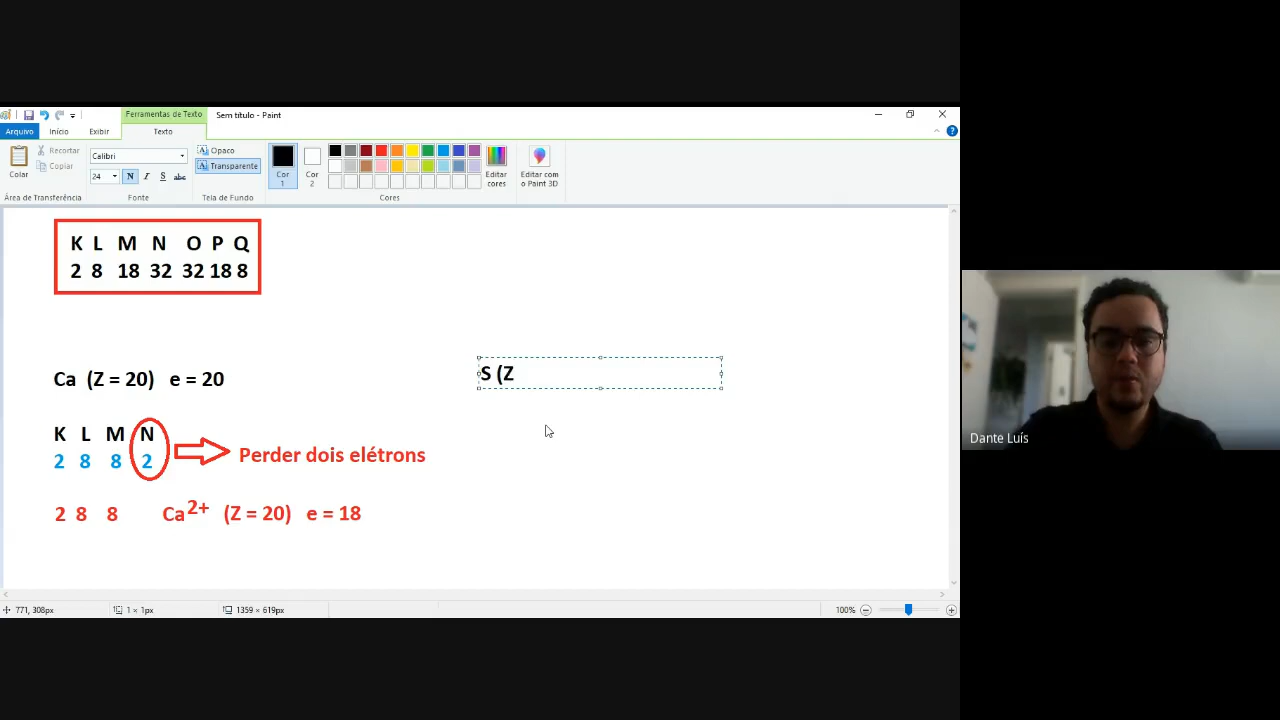 Ferramentas de Texto
Sem título - Paint
Arquivo Início Exibir Texto
Colar
Recortar
Copiar
Área de Transferência
Calibri
24
N I S abc
Fonte
Opaco
Transparente
Tela de Fundo
Cor 1
Cor 2
Cores
Editar cores
Editar com o Paint 3D
K L M N O P Q
2 8 18 32 32 18 8
Ca (Z = 20) e = 20
K L M N
2 8 8 2
Perder dois elétrons
2 8 8 Ca2+ (Z = 20) e = 18
S (Z
Dante Luís
771, 308px
1 × 1px
1359 × 619px
100%